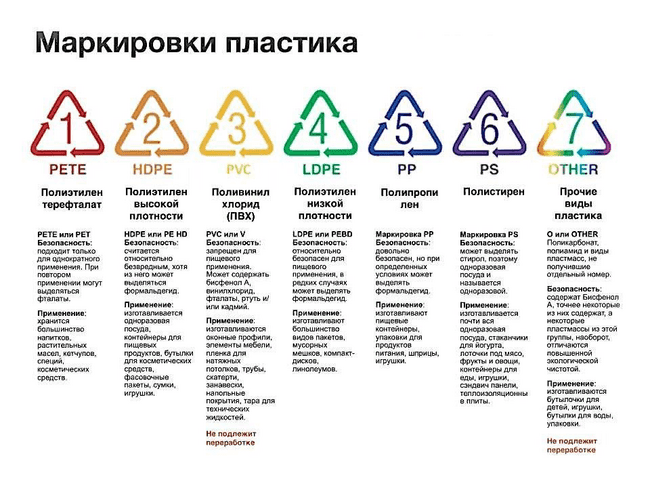 Маркировки пластика
1
PETE
Полиэтилен
терефталат
PETE или PET
Безопасность:
подходит только
для однократного
применения. При
повтором
применении могут
выделяться
фталаты.
Применение:
хранится
большинство
напитков,
растительных
масел, кетчупов,
специй,
косметических
средств.
2
HDPE
Полиэтилен
высокой
плотности
HDPE или PE HD
Безопасность:
считается
относительно
безвредным, хотя
из него может
выделяться
формальдегид.
Применение:
изготавливается
одноразовая
посуда,
контейнеры для
пищевых
продуктов, бутылки
для косметических
средств,
фасовочные
пакеты, сумки,
игрушки.
3
PVC
Поливинил
хлорид
(ПВХ)
PVC или V
Безопасность:
запрещен для
пищевого
применения.
Может содержать
бисфенол А,
винилхлорид,
фталаты, ртуть и/
или кадмий.
Применение:
изготавливаются
оконные профили,
элементы мебели,
пленка для
натяжных
потолков, трубы,
скатерти,
занавески,
напольные
покрытия, тара для
технических
жидкостей.
Не подлежит
переработке
4
LDPE
Полиэтилен
низкой
плотности
LDPE или PEBD
Безопасность:
относительно
безопасен для
пищевого
применения, в
редких случаях
может выделять
формальдегид.
Применение:
изготавливают
большинство
видов пакетов,
мусорных
мешков, компакт-
дисков,
линолеумов.
5
PP
Полипропи
лен
Маркировка PP
Безопасность:
довольно
безопасен, но при
определенных
условиях может
выделять
формальдегид.
Применение:
изготавливают
пищевые
контейнеры,
упаковки для
продуктов
питания, шприцы,
игрушки.
6
PS
Полистирен
Маркировка PS
Безопасность:
может выделять
стирол, поэтому
одноразовая
посуда и
называется
одноразовой.
Применение:
изготавливается
почти вся
одноразовая
посуда, стаканчики
для йогурта,
лоточки под мясо,
фрукты и овощи,
контейнеры для
еды, игрушки,
сэндвич панели,
теплоизоляционны
е плиты.
7
OTHER
Прочие
виды
пластика
O или OTHER
Поликарбонат,
полиамид и виды
пластмасс, не
получившие
отдельный номер.
Безопасность:
содержат Бисфенол
А, точнее некоторые
из них содержат, а
некоторые
пластмассы из этой
группы, наоборот,
отличаются
повышенной
экологической
чистотой.
Применение:
изготавливаются
бутылочки для
детей, игрушки,
бутылки для воды,
упаковки.
Не подлежит
переработке